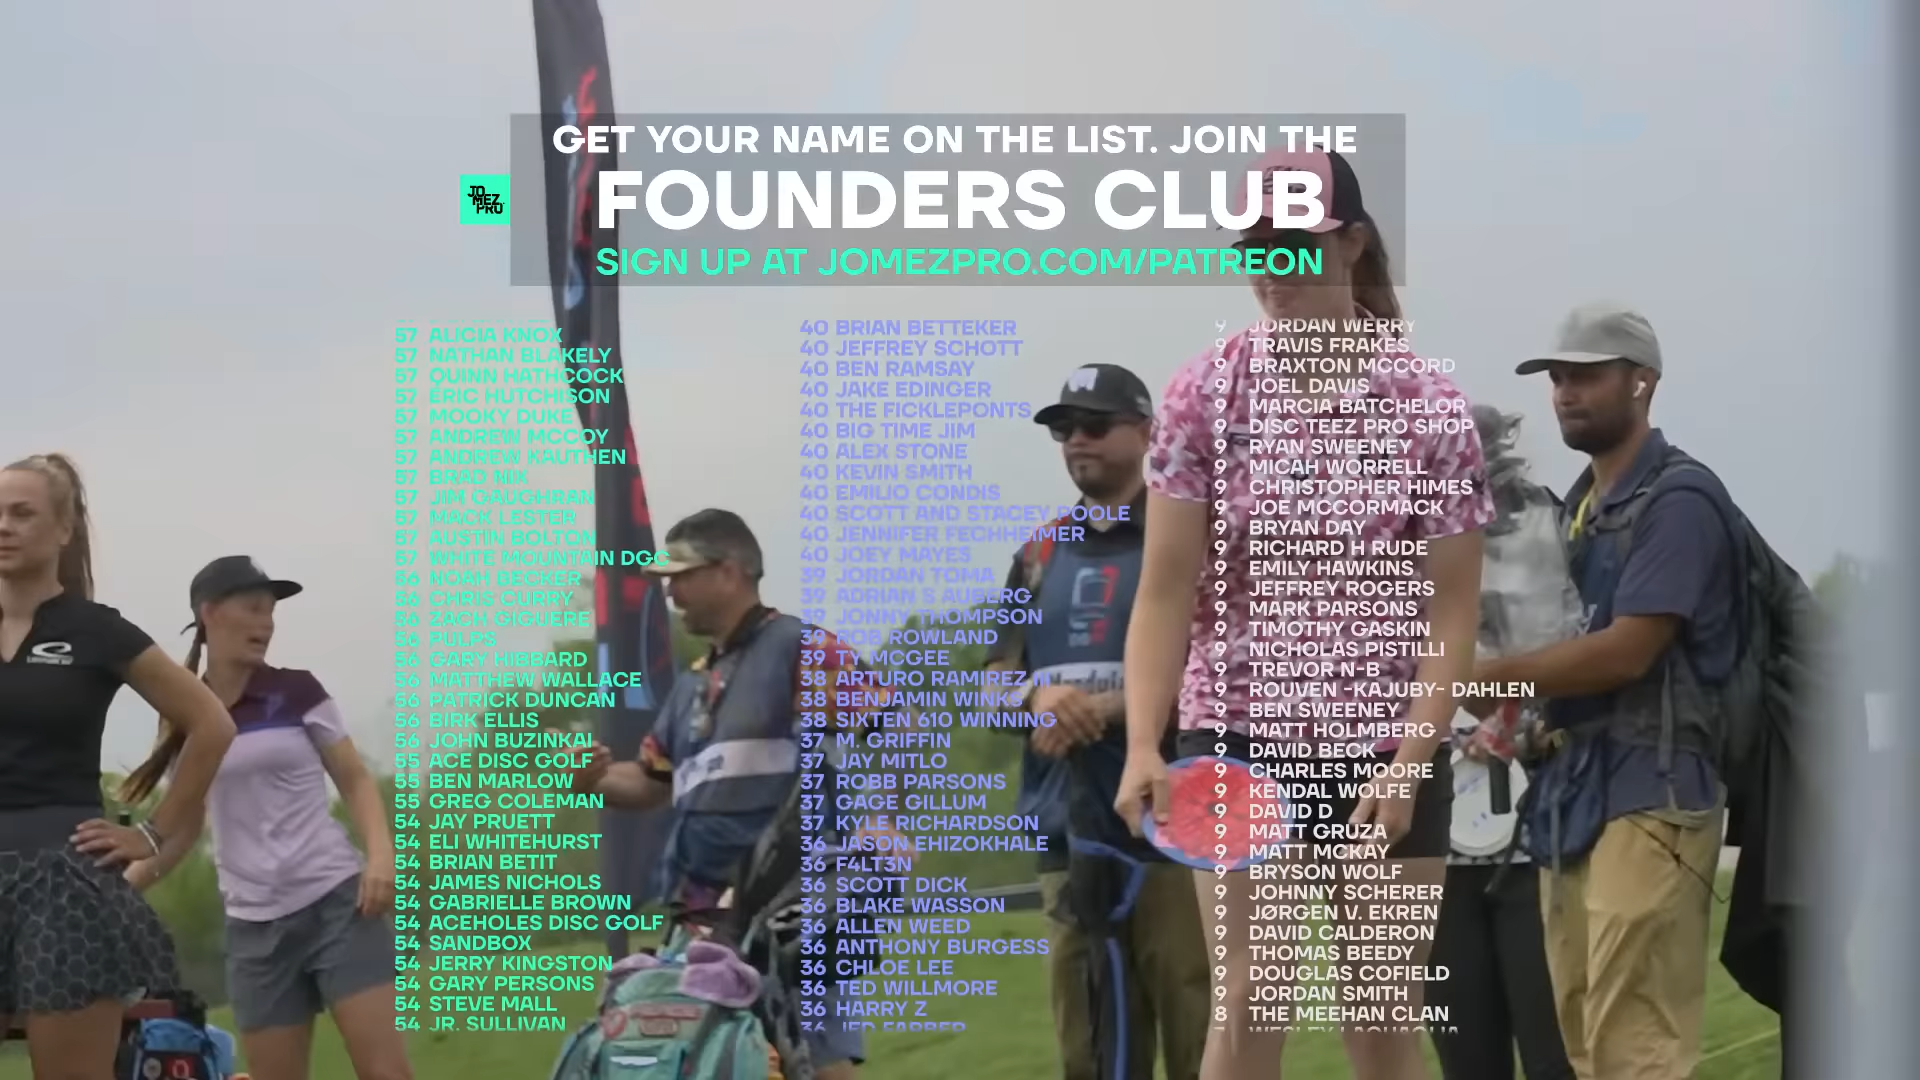 GET YOUR NAME ON THE LIST. JOIN THE
FOUNDERS CLUB
SIGN UP AT JOMEZPRO.COM/PATREON
JO
MEZ
PRO
57 ALICIA KNOX
57 NATHAN BLAKELY
57 QUINN HATHCOCK
57 ERIC HUTCHISON
57 MOOKY DUKE
57 ANDREW MCCOY
57 ANDREW KAUTHEN
57 BRAD NIX
57 JIM GAUGHRAN
57 MACK LESTER
57 AUSTIN BOLTON
57 WHITE MOUNTAIN DGC
56 NOAH BECKER
56 CHRIS CURRY
56 ZACH GIGUERE
56 PULPS
56 GARY HIBBARD
56 MATTHEW WALLACE
56 PATRICK DUNCAN
56 BIRK ELLIS
56 JOHN BUZINKAI
55 ACE DISC GOLF
55 BEN MARLOW
55 GREG COLEMAN
54 JAY PRUETT
54 ELI WHITEHURST
54 BRIAN BETIT
54 JAMES NICHOLS
54 GABRIELLE BROWN
54 ACEHOLES DISC GOLF
54 SANDBOX
54 JERRY KINGSTON
54 GARY PERSONS
54 STEVE MALL
54 JR. SULLIVAN
40 BRIAN BETTEKER
40 JEFFREY SCHOTT
40 BEN RAMSAY
40 JAKE EDINGER
40 THE FICKLEPONTS
40 BIG TIME JIM
40 ALEX STONE
40 KEVIN SMITH
40 EMILIO CONDIS
40 SCOTT AND STACEY POOLE
40 JENNIFER FECHHEIMER
40 JOEY MAYES
39 JORDAN TOMA
39 ADRIAN S AUBERG
39 JONNY THOMPSON
39 ROB ROWLAND
39 TY MCGEE
38 ARTURO RAMIREZ III
38 BENJAMIN WINKS
38 SIXTEN 610 WINNING
37 M. GRIFFIN
37 JAY MITLO
37 ROBB PARSONS
37 GAGE GILLUM
37 KYLE RICHARDSON
36 JASON EHIZOKHALE
36 F4LT3N
36 SCOTT DICK
36 BLAKE WASSON
36 ALLEN WEED
36 ANTHONY BURGESS
36 CHLOE LEE
36 TED WILLMORE
36 HARRY Z
36 JED FARBER
9 JORDAN WERRY
9 TRAVIS FRAKES
9 BRAXTON MCCORD
9 JOEL DAVIS
9 MARCIA BATCHELOR
9 DISC TEEZ PRO SHOP
9 RYAN SWEENEY
9 MICAH WORRELL
9 CHRISTOPHER HIMES
9 JOE MCCORMACK
9 BRYAN DAY
9 RICHARD H RUDE
9 EMILY HAWKINS
9 JEFFREY ROGERS
9 MARK PARSONS
9 TIMOTHY GASKIN
9 NICHOLAS PISTILLI
9 TREVOR N-B
9 ROUVEN -KAJUBY- DAHLEN
9 BEN SWEENEY
9 MATT HOLMBERG
9 DAVID BECK
9 CHARLES MOORE
9 KENDAL WOLFE
9 DAVID D
9 MATT GRUZA
9 MATT MCKAY
9 BRYSON WOLF
9 JOHNNY SCHERER
9 JØRGEN V. EKREN
9 DAVID CALDERON
9 THOMAS BEEDY
9 DOUGLAS COFIELD
9 JORDAN SMITH
8 THE MEEHAN CLAN